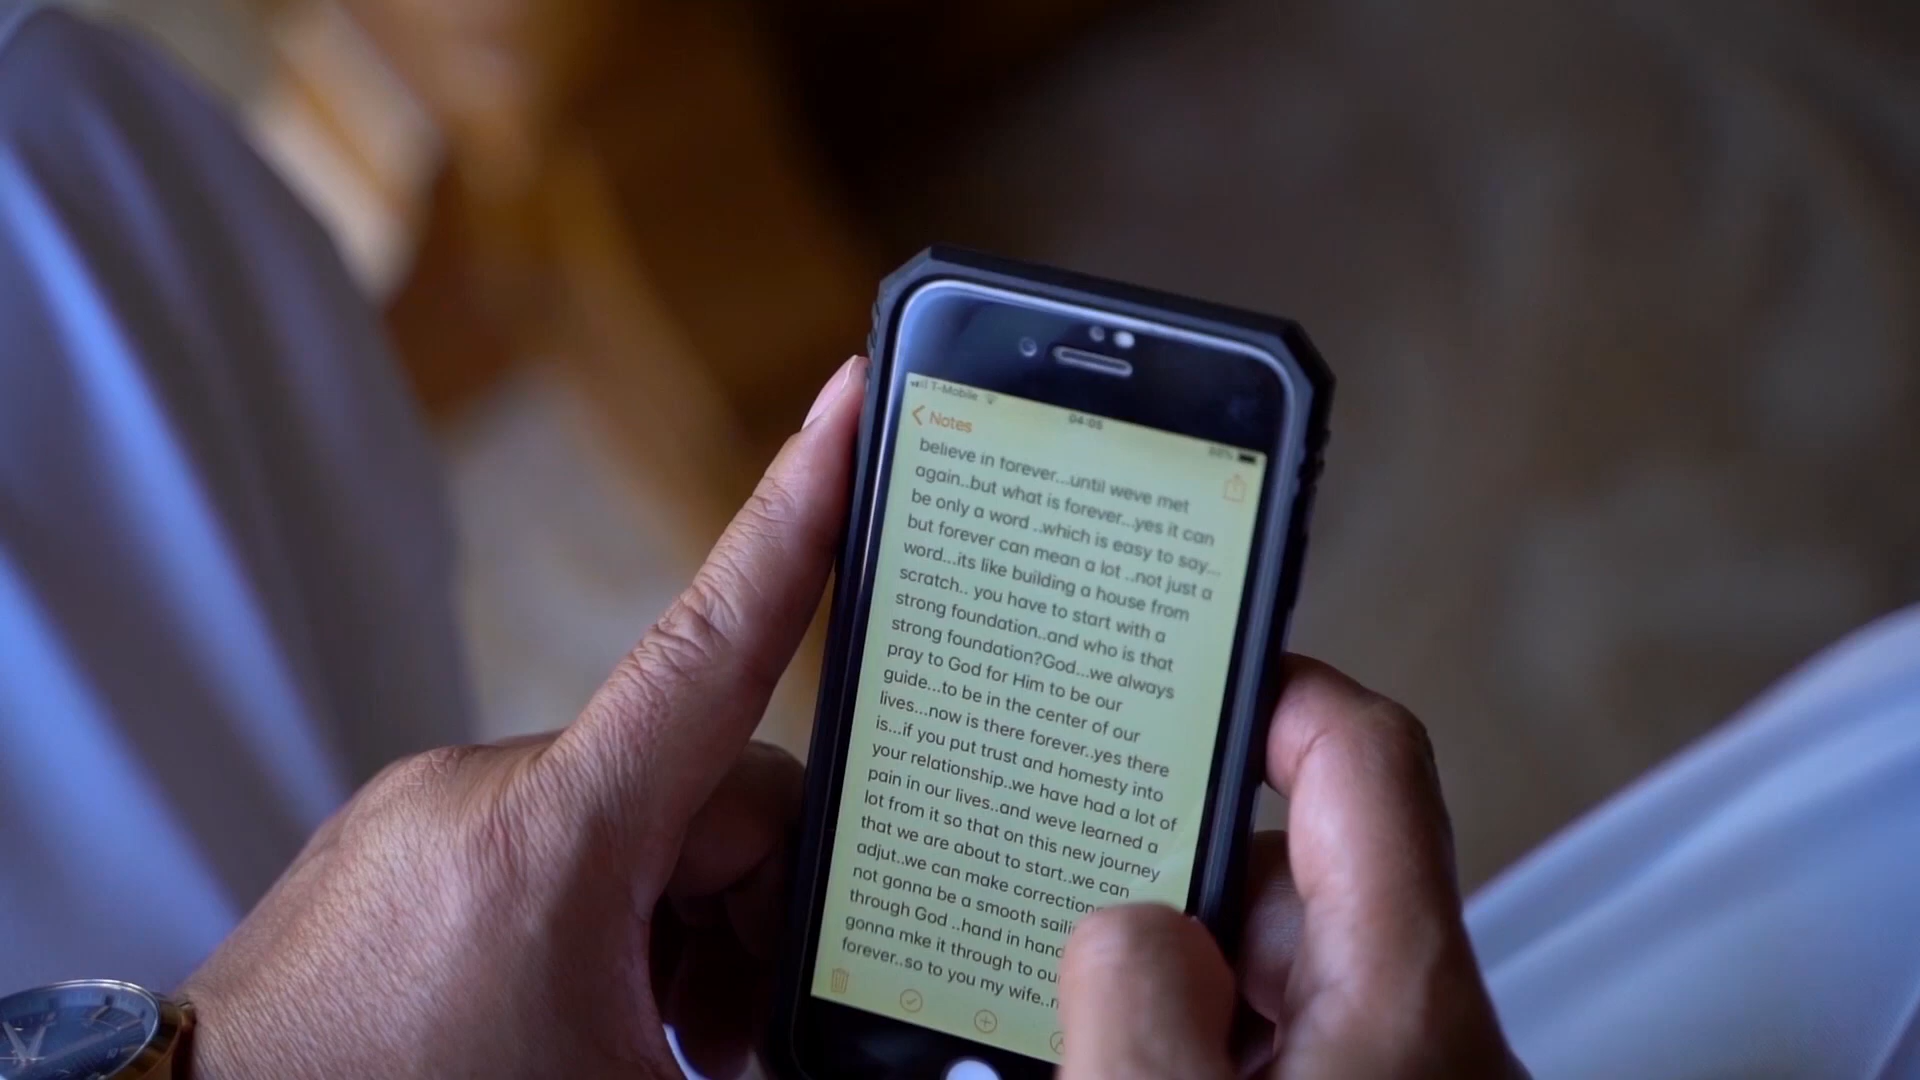 T-Mobile
04:05
88%
Notes
believe in forever...until weve met
again..but what is forever...yes it can
be only a word ..which is easy to say...
but forever can mean a lot ..not just a
word...its like building a house from
scratch.. you have to start with a
strong foundation..and who is that
strong foundation?God...we always
pray to God for Him to be our
guide...to be in the center of our
lives...now is there forever..yes there
is...if you put trust and homesty into
your relationship..we have had a lot of
pain in our lives..and weve learned a
lot from it so that on this new journey
that we are about to start..we can
adjut..we can make correction
not gonna be a smooth
through God ..hand in hand
gonna mke it through to
forever..so to you my wife..